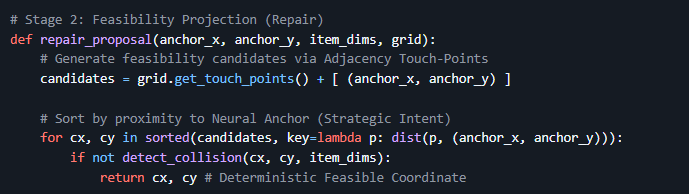 # Stage 2: Feasibility Projection (Repair)
def repair_proposal(anchor_x, anchor_y, item_dims, grid):
    # Generate feasibility candidates via Adjacency Touch-Points
    candidates = grid.get_touch_points() + [ (anchor_x, anchor_y) ]

    # Sort by proximity to Neural Anchor (Strategic Intent)
    for cx, cy in sorted(candidates, key=lambda p: dist(p, (anchor_x, anchor_y))):
        if not detect_collision(cx, cy, item_dims):
            return cx, cy # Deterministic Feasible Coordinate